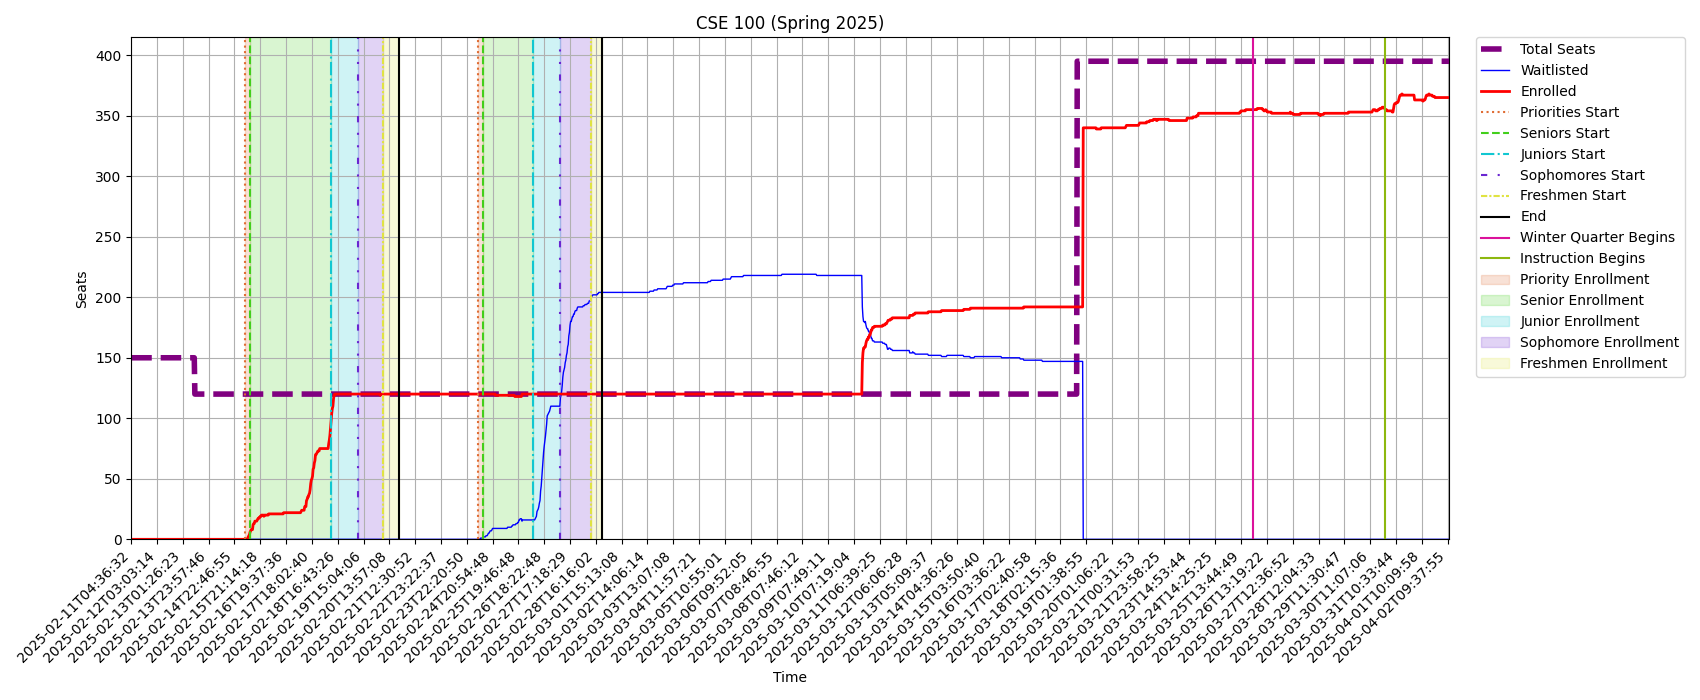 CSE 100 (Spring 2025)
Seats
400
350
300
250
200
150
100
50
0
Total Seats
Waitlisted
Enrolled
Priorities Start
Seniors Start
Juniors Start
Sophomores Start
Freshmen Start
End
Winter Quarter Begins
Instruction Begins
Priority Enrollment
Senior Enrollment
Junior Enrollment
Sophomore Enrollment
Freshmen Enrollment
2025-02-11T04:36:32
2025-02-12T03:03:14
2025-02-13T01:26:23
2025-02-13T23:57:46
2025-02-14T22:46:55
2025-02-15T21:14:18
2025-02-16T19:37:36
2025-02-17T18:02:40
2025-02-18T16:43:26
2025-02-19T15:04:06
2025-02-20T13:57:08
2025-02-21T12:30:52
2025-02-22T23:22:37
2025-02-23T22:20:50
2025-02-24T20:54:48
2025-02-25T19:46:48
2025-02-26T18:22:48
2025-02-27T17:18:29
2025-02-28T16:16:02
2025-03-01T15:13:08
2025-03-02T14:06:14
2025-03-03T13:07:08
2025-03-04T11:57:21
2025-03-05T10:55:01
2025-03-06T09:52:05
2025-03-07T08:46:55
2025-03-08T07:46:12
2025-03-09T07:49:11
2025-03-10T07:19:04
2025-03-11T06:39:25
2025-03-12T06:06:28
2025-03-13T05:09:37
2025-03-14T04:36:26
2025-03-15T03:50:40
2025-03-16T03:36:22
2025-03-17T02:40:58
2025-03-18T02:15:36
2025-03-19T01:38:55
2025-03-20T01:06:22
2025-03-21T00:31:53
2025-03-21T23:58:25
2025-03-23T14:53:44
2025-03-24T14:25:25
2025-03-25T13:44:49
2025-03-26T13:19:22
2025-03-27T12:36:52
2025-03-28T12:04:33
2025-03-29T11:30:47
2025-03-30T11:07:06
2025-03-31T10:33:44
2025-04-01T10:09:58
2025-04-02T09:37:55
Time